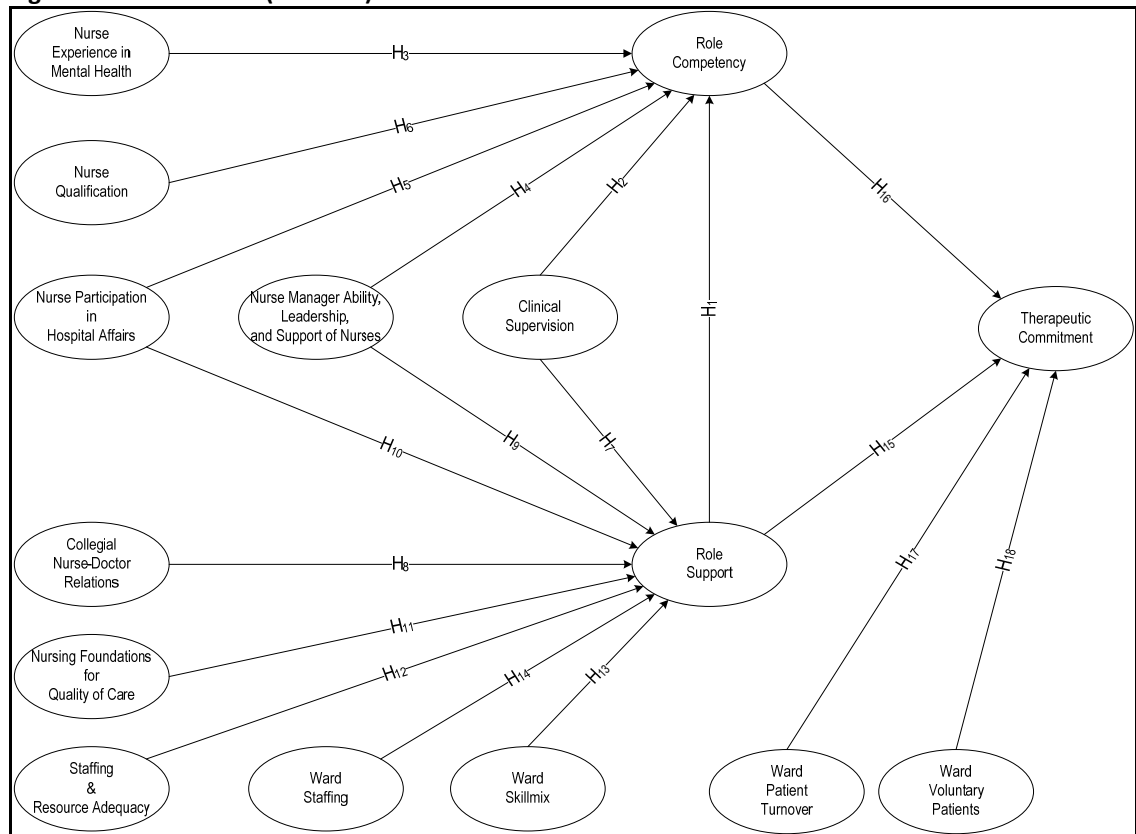 Nurse
Experience in
Mental Health
H3
Role
Competency
H6
Nurse
Qualification
H5
H4
H2
H16
Nurse Participation
in
Hospital Affairs
Nurse Manager Ability,
Leadership,
and Support of Nurses
Clinical
Supervision
H1
Therapeutic
Commitment
H10
H9
H7
H15
Collegial
Nurse-Doctor
Relations
H8
Role
Support
H17
H18
Nursing Foundations
for
Quality of Care
H11
H12
H14
H13
Staffing
&
Resource Adequacy
Ward
Staffing
Ward
Skillmix
Ward
Patient
Turnover
Ward
Voluntary
Patients